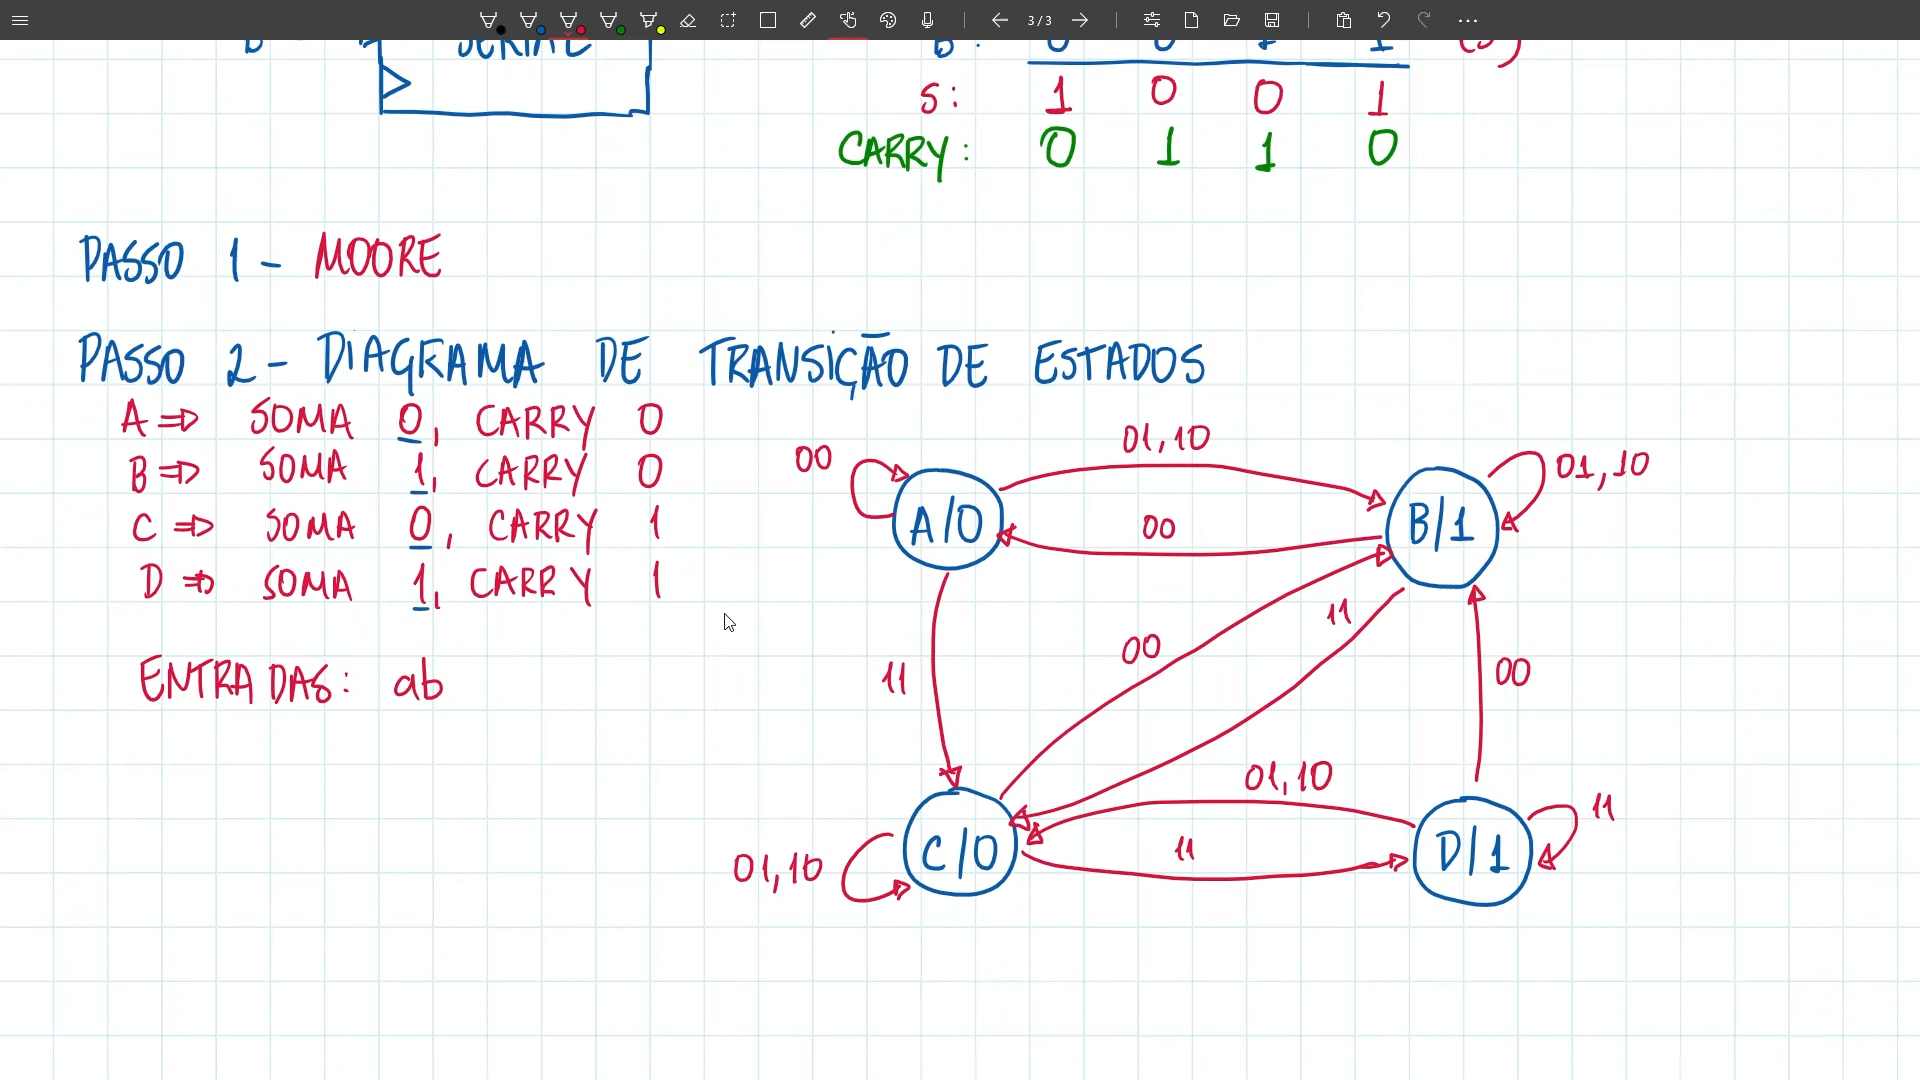 3/3
SERIAL
S: 1 0 0 1
CARRY: 0 1 1 0
PASSO 1 - MOORE
PASSO 2 - DIAGRAMA DE TRANSIÇÃO DE ESTADOS
A ⇒ SOMA 0, CARRY 0
B ⇒ SOMA 1, CARRY 0
C ⇒ SOMA 0, CARRY 1
D ⇒ SOMA 1, CARRY 1
ENTRADAS: ab
01,10
00
01,10
A/0
00
B/1
11
11
00
00
01,10
11
01,10
C/0
11
D/1